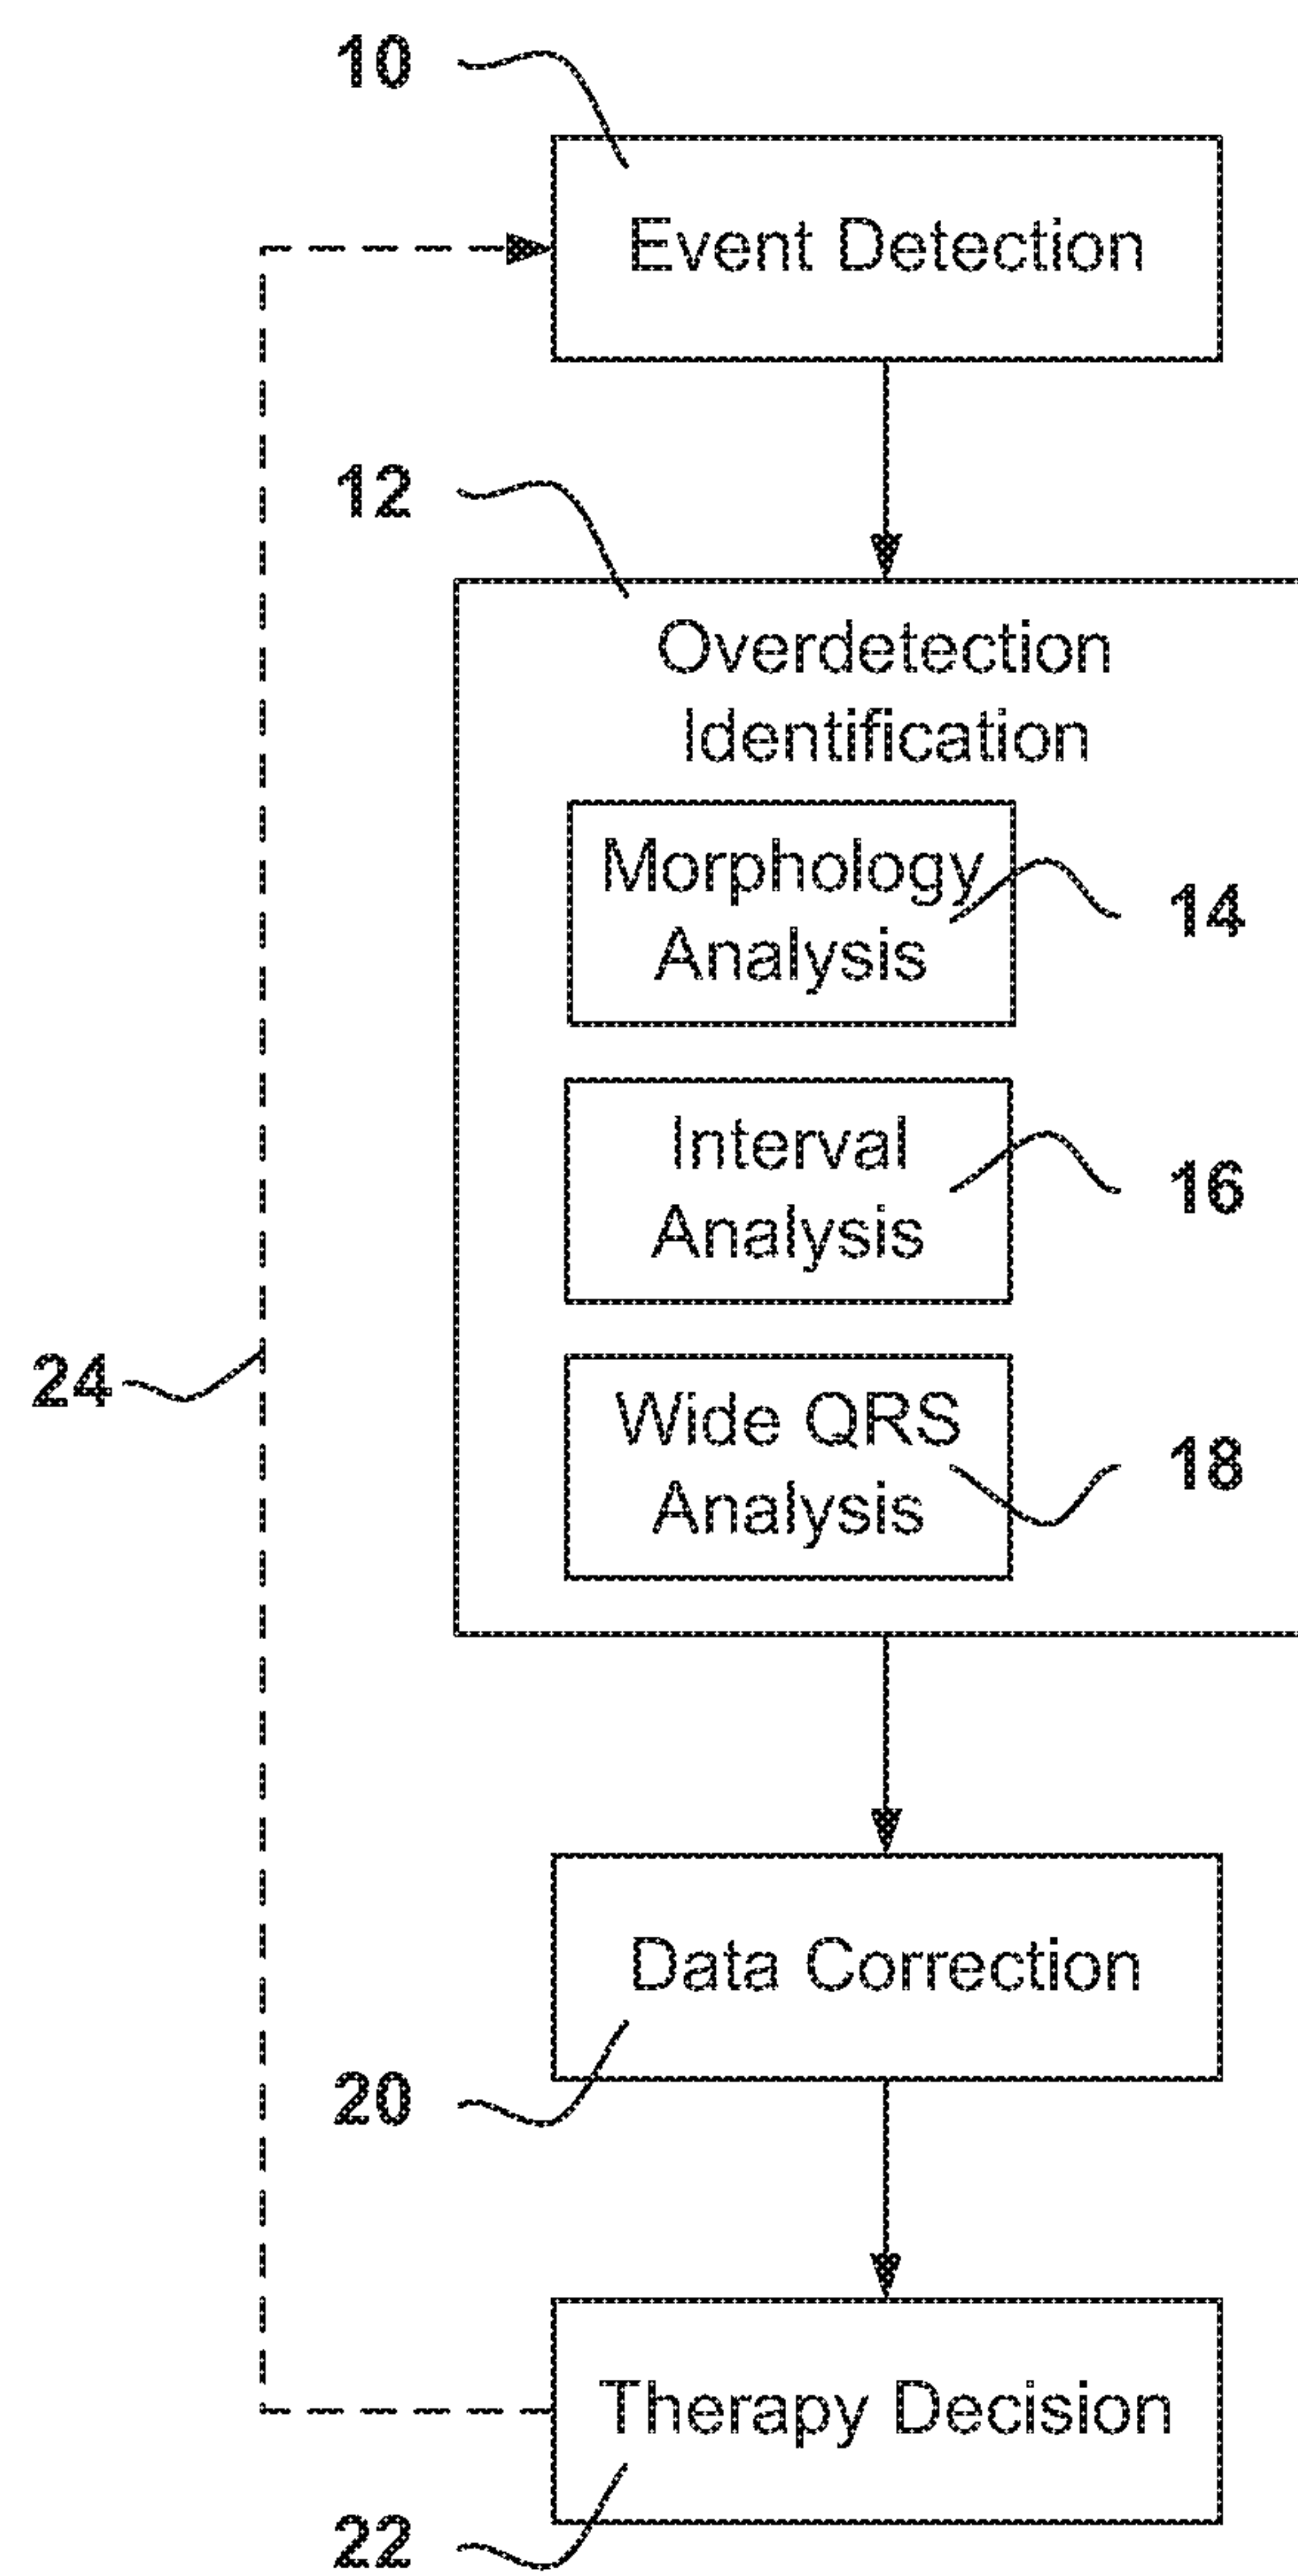 10
Event Detection
12
Overdetection
Identification
Morphology
Analysis
14
Interval
Analysis
16
24
Wide QRS
Analysis
18
Data Correction
20
Therapy Decision
22